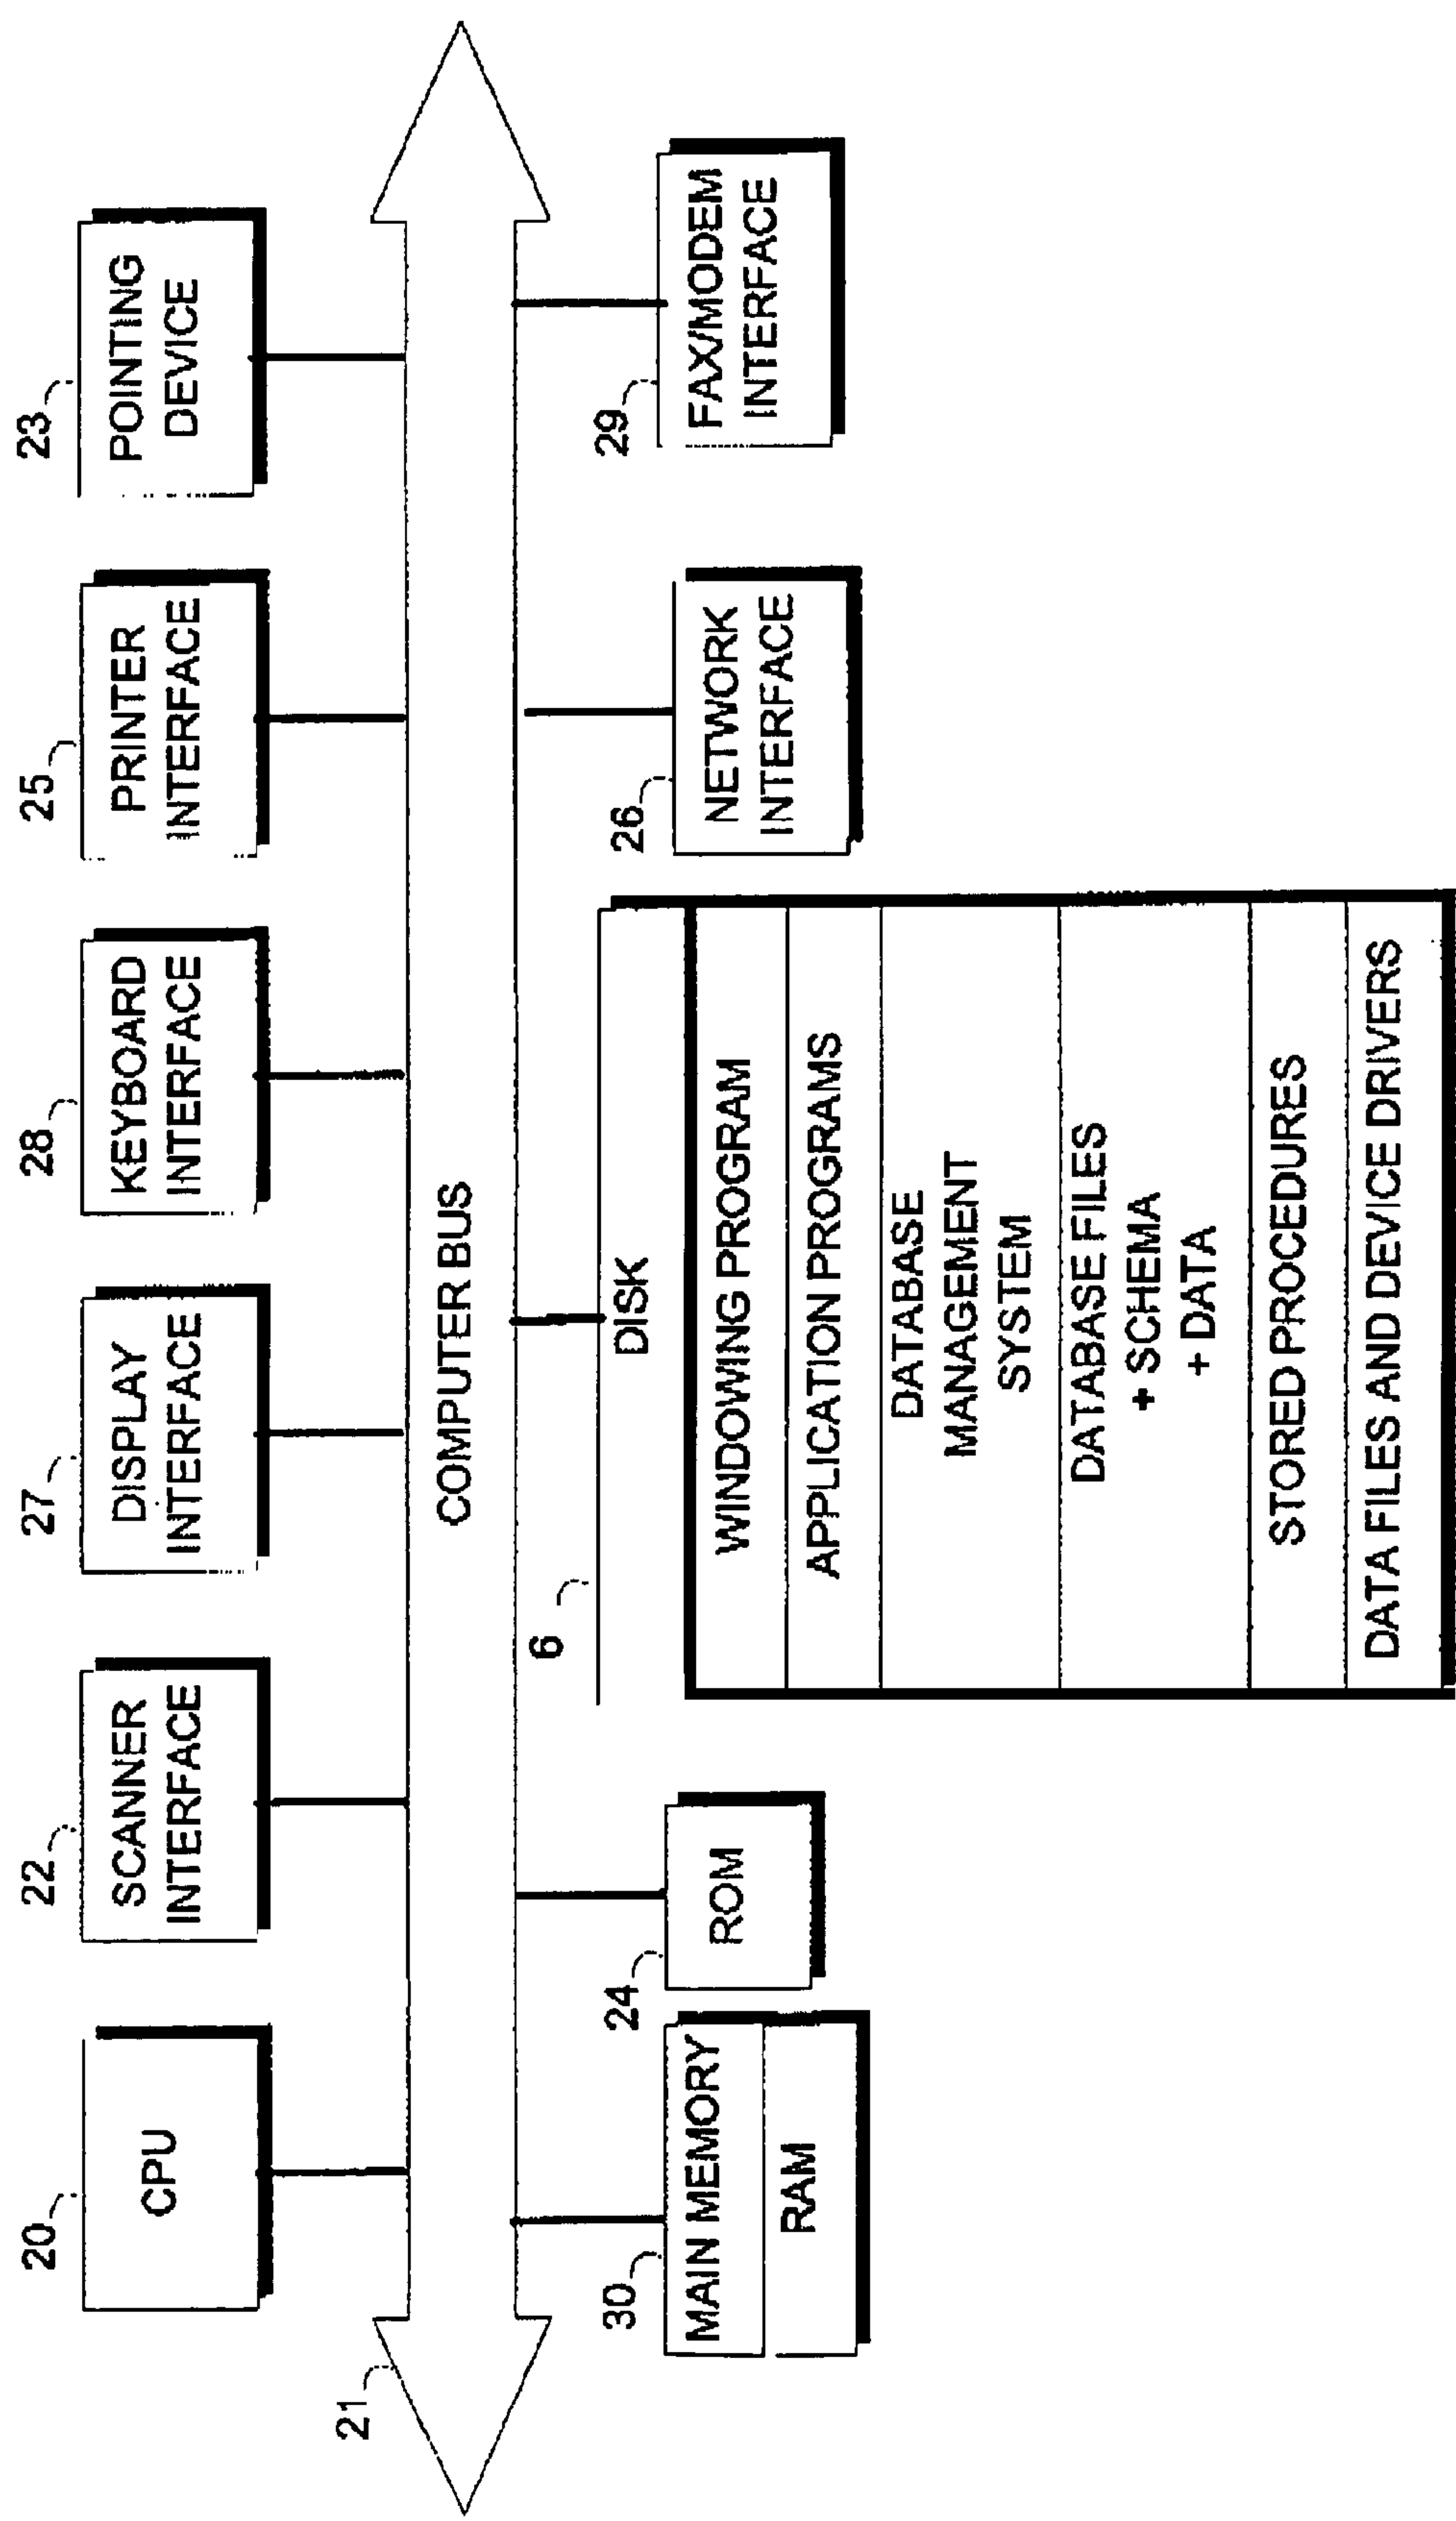 20
CPU
22
SCANNER
INTERFACE
27
DISPLAY
INTERFACE
28
KEYBOARD
INTERFACE
25
PRINTER
INTERFACE
23
POINTING
DEVICE
21
COMPUTER BUS
30
MAIN MEMORY
RAM
24
ROM
6
DISK
WINDOWING PROGRAM
APPLICATION PROGRAMS
DATABASE
MANAGEMENT
SYSTEM
DATABASE FILES
+ SCHEMA
+ DATA
STORED PROCEDURES
DATA FILES AND DEVICE DRIVERS
26
NETWORK
INTERFACE
29
FAX/MODEM
INTERFACE